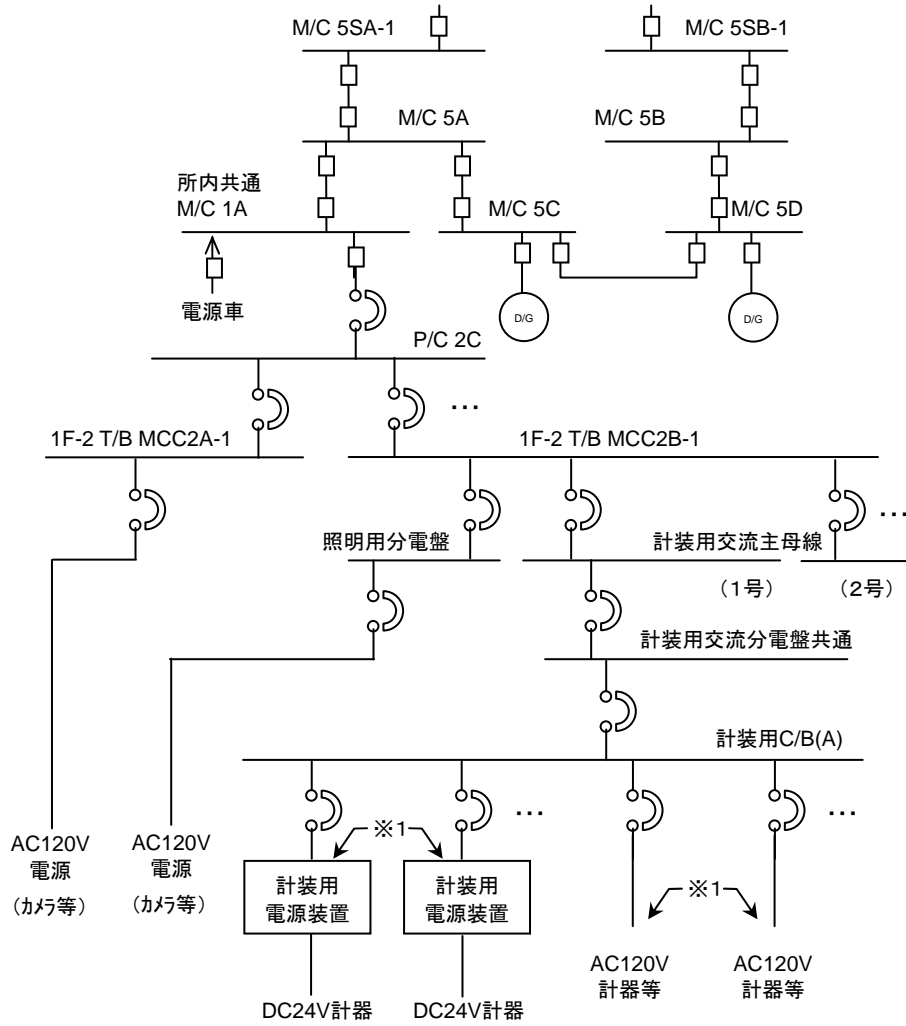 M/C 5SA-1
M/C 5SB-1
M/C 5A
M/C 5B
所内共通
M/C 1A
M/C 5C
M/C 5D
電源車
D/G
D/G
P/C 2C
...
1F-2 T/B MCC2A-1
1F-2 T/B MCC2B-1
...
照明用分電盤
計装用交流主母線
(1号)
(2号)
計装用交流分電盤共通
計装用C/B(A)
...
...
※1
AC120V
電源
(ｶﾒﾗ等)
AC120V
電源
(ｶﾒﾗ等)
計装用
電源装置
計装用
電源装置
※1
AC120V
計器等
AC120V
計器等
DC24V計器
DC24V計器